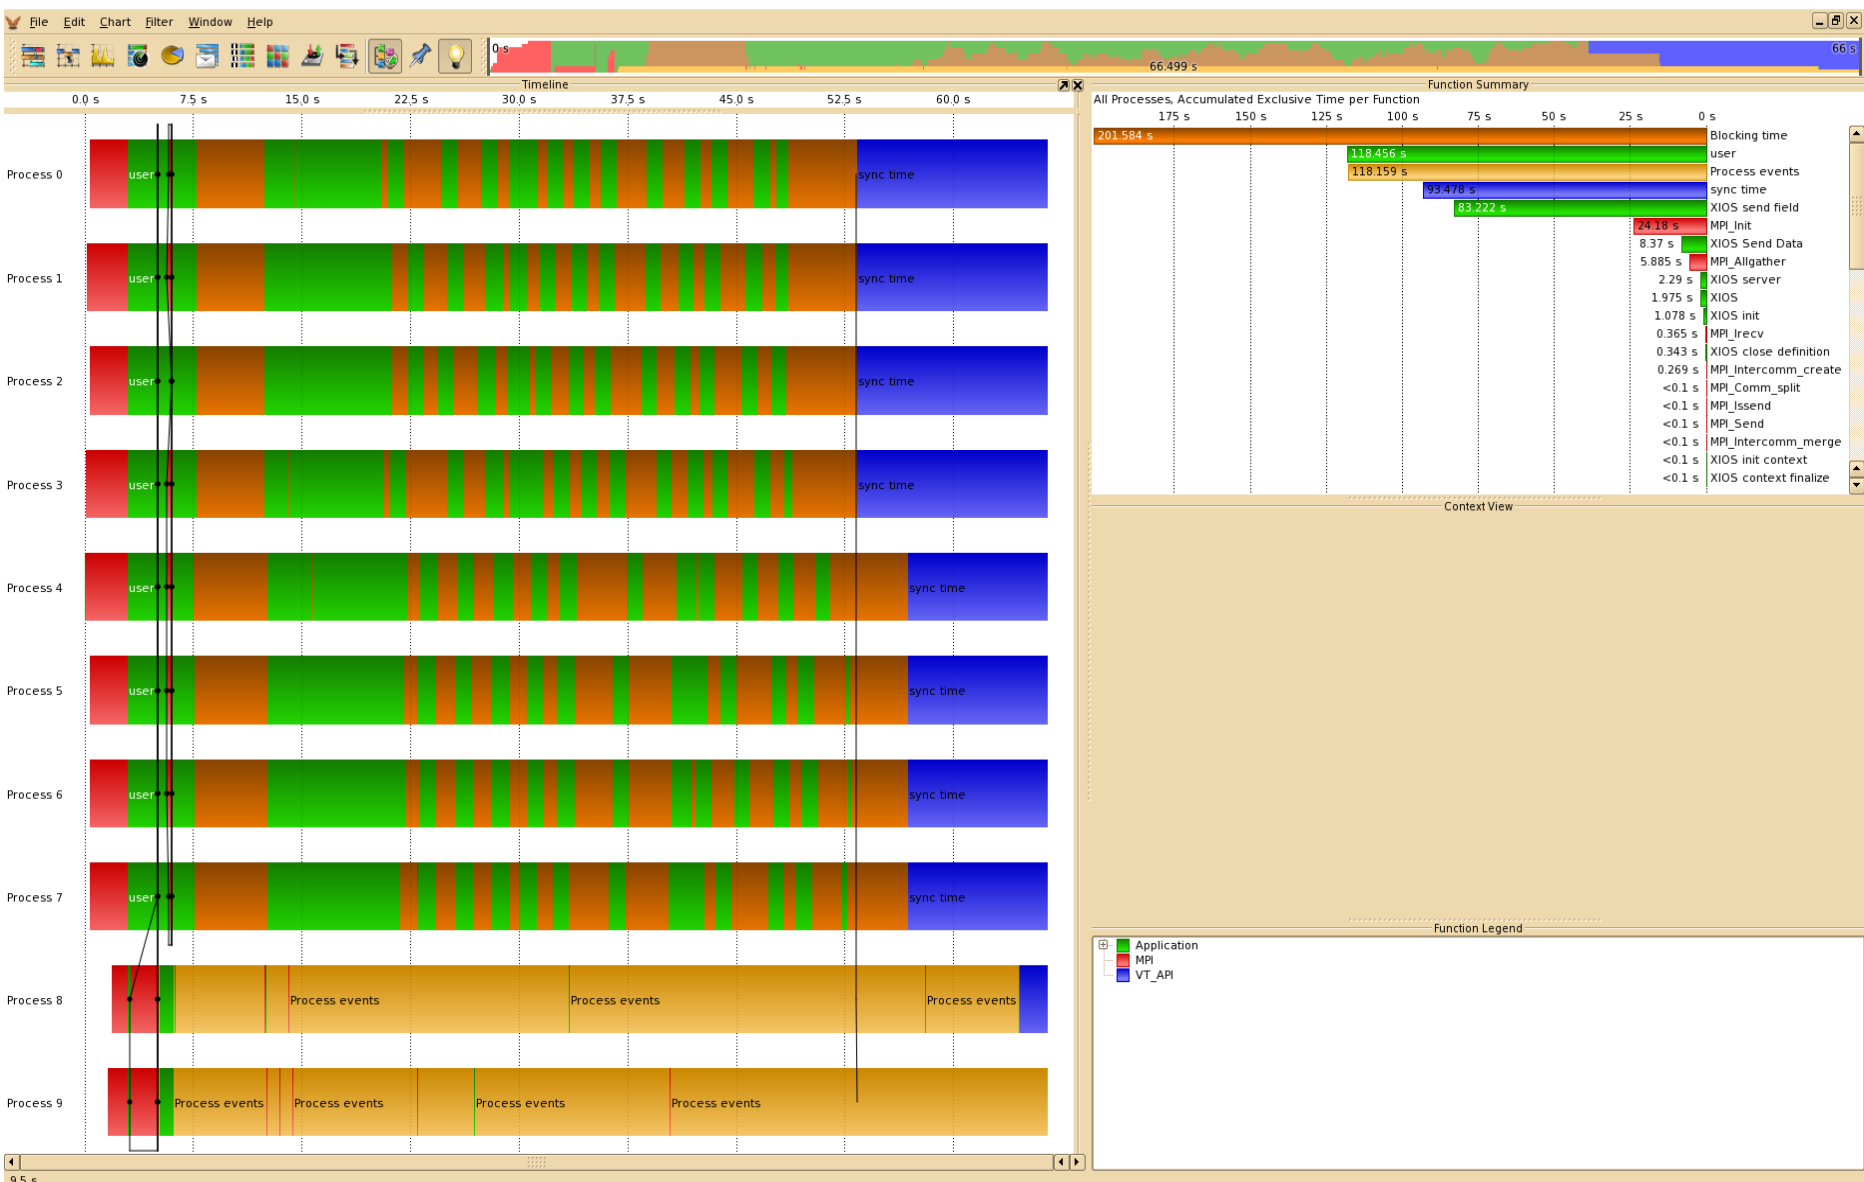 File Edit Chart Filter Window Help
0 s 66.499 s 66 s
Timeline
0.0 s 7.5 s 15.0 s 22.5 s 30.0 s 37.5 s 45.0 s 52.5 s 60.0 s
Process 0 user sync time
Process 1 user sync time
Process 2 user sync time
Process 3 user sync time
Process 4 user sync time
Process 5 user sync time
Process 6 user sync time
Process 7 user sync time
Process 8 Process events Process events Process events
Process 9 Process events Process events Process events Process events
9.5 s
Function Summary
All Processes, Accumulated Exclusive Time per Function
175 s 150 s 125 s 100 s 75 s 50 s 25 s 0 s
201.584 s Blocking time
118.456 s user
118.159 s Process events
93.478 s sync time
83.222 s XIOS send field
24.18 s MPI_Init
8.37 s XIOS Send Data
5.885 s MPI_Allgather
2.29 s XIOS server
1.975 s XIOS
1.078 s XIOS init
0.365 s MPI_Irecv
0.343 s XIOS close definition
0.269 s MPI_Intercomm_create
<0.1 s MPI_Comm_split
<0.1 s MPI_Issend
<0.1 s MPI_Send
<0.1 s MPI_Intercomm_merge
<0.1 s XIOS init context
<0.1 s XIOS context finalize
Context View
Function Legend
Application
MPI
VT_API